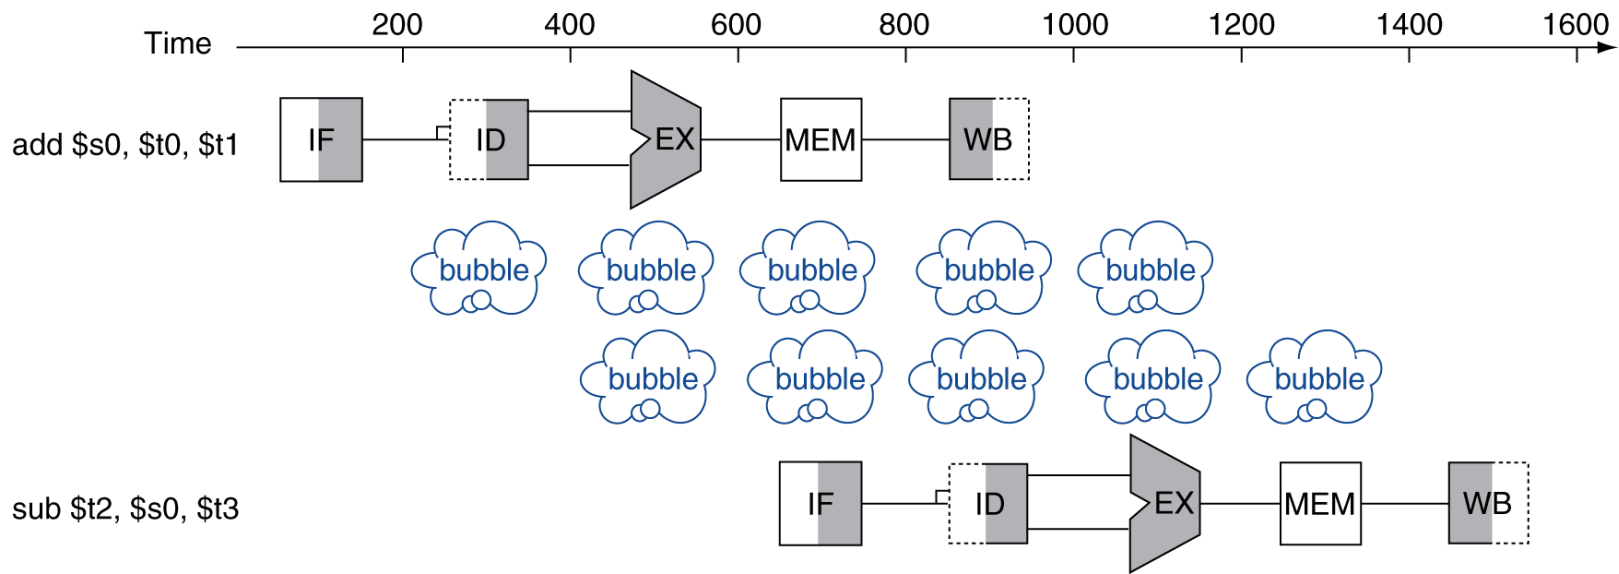 200 400 600 800 1000 1200 1400 1600
Time
add $s0, $t0, $t1 IF ID EX MEM WB
bubble bubble bubble bubble bubble
bubble bubble bubble bubble bubble
sub $t2, $s0, $t3 IF ID EX MEM WB